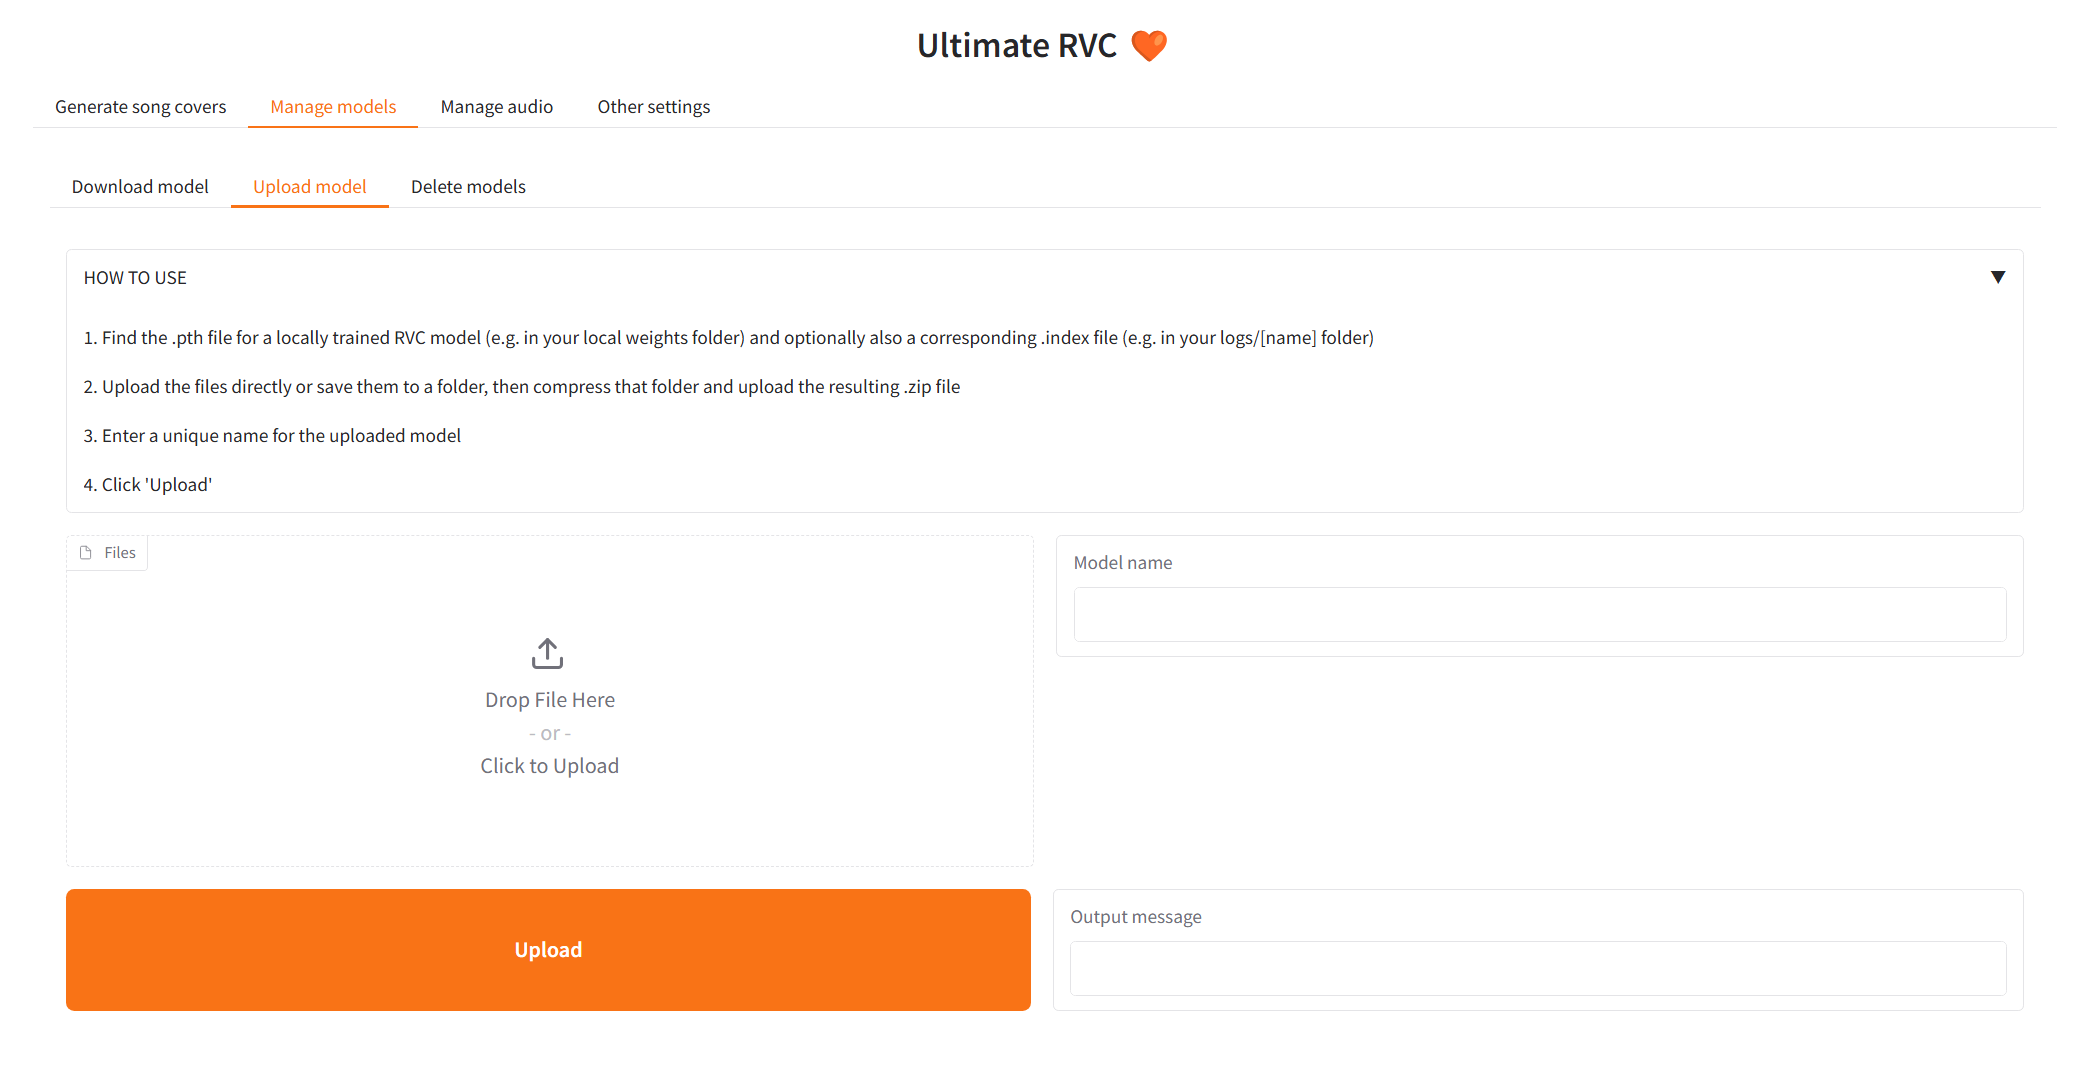 Ultimate RVC 🧡
Generate song covers
Manage models
Manage audio
Other settings
Download model
Upload model
Delete models
HOW TO USE
▼
1. Find the .pth file for a locally trained RVC model (e.g. in your local weights folder) and optionally also a corresponding .index file (e.g. in your logs/[name] folder)
2. Upload the files directly or save them to a folder, then compress that folder and upload the resulting .zip file
3. Enter a unique name for the uploaded model
4. Click 'Upload'
Files
Drop File Here
- or -
Click to Upload
Model name
Upload
Output message